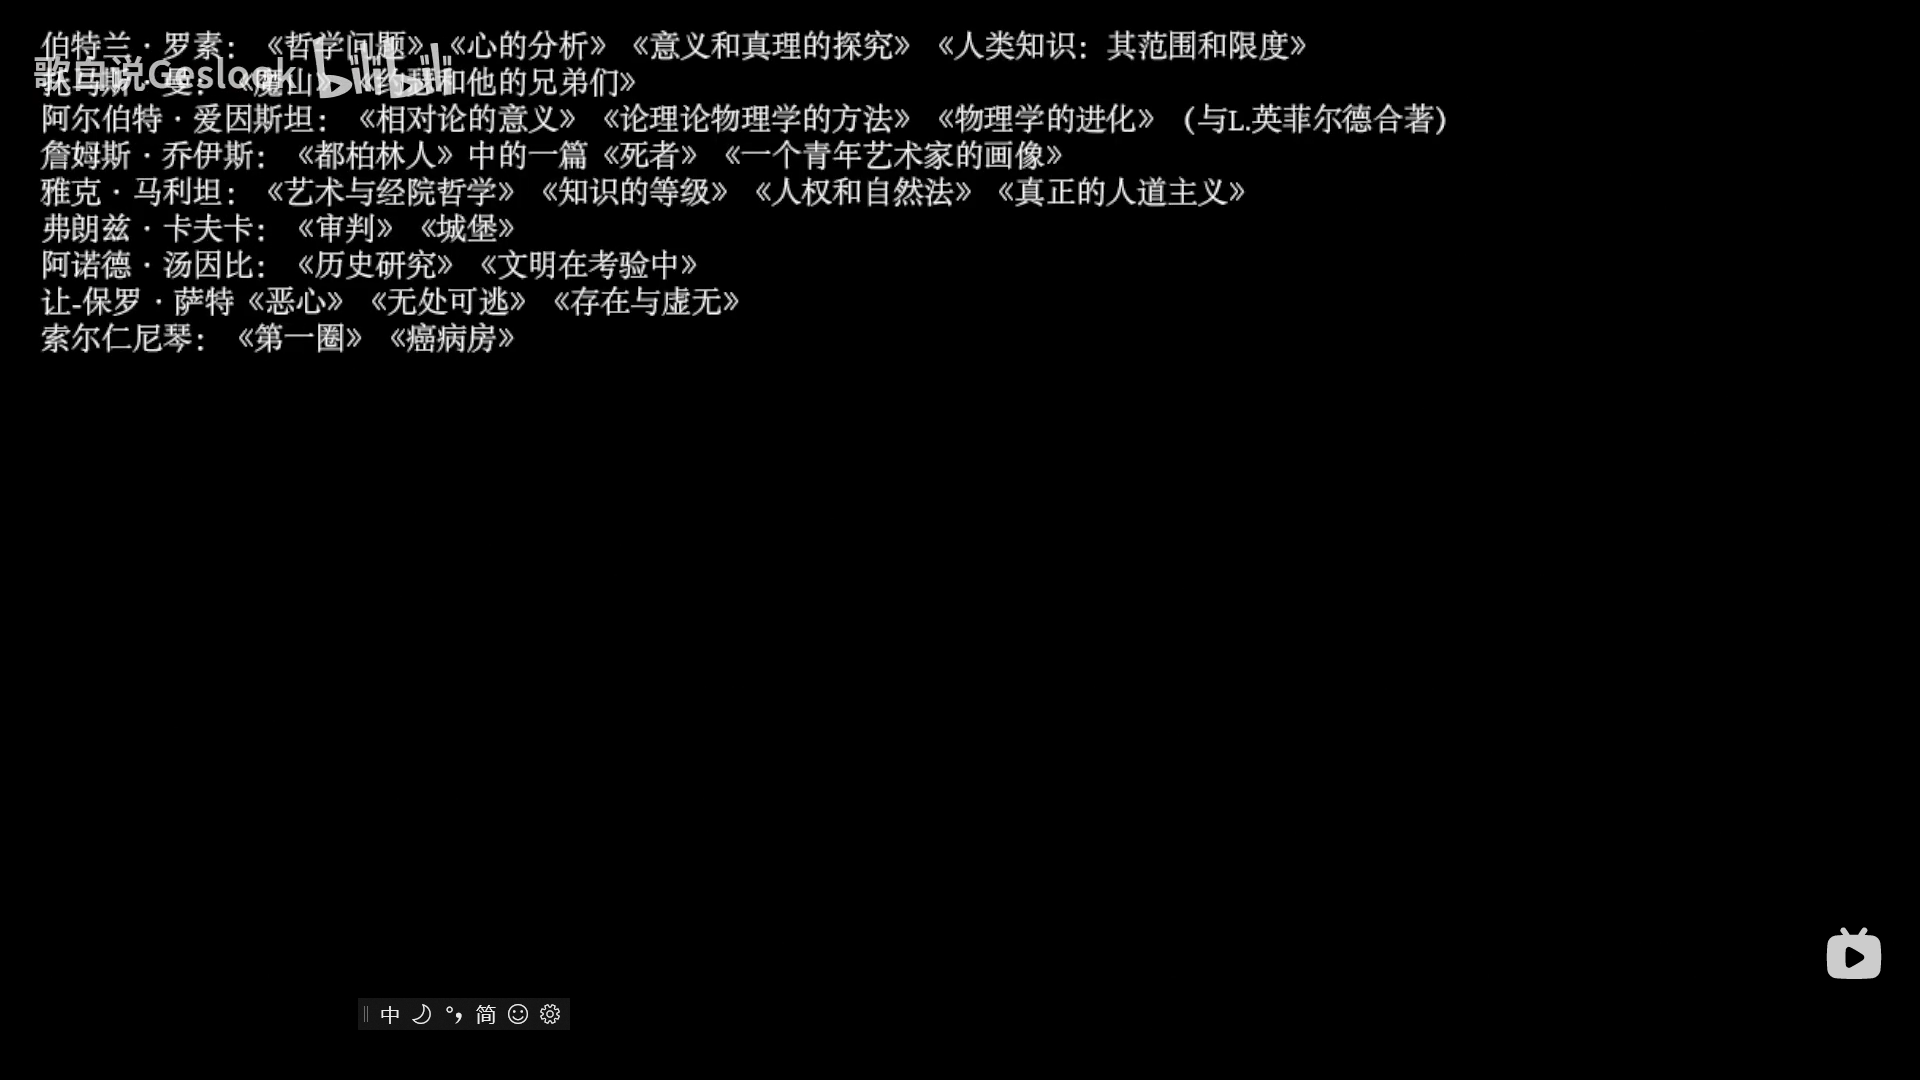 伯特兰·罗素：《哲学问题》《心的分析》《意义和真理的探究》《人类知识：其范围和限度》
歌白说Geslook bilibili
托马斯·曼：《魔山》《约瑟和他的兄弟们》
阿尔伯特·爱因斯坦：《相对论的意义》《论理论物理学的方法》《物理学的进化》（与L.英菲尔德合著）
詹姆斯·乔伊斯：《都柏林人》中的一篇《死者》《一个青年艺术家的画像》
雅克·马利坦：《艺术与经院哲学》《知识的等级》《人权和自然法》《真正的人道主义》
弗朗兹·卡夫卡：《审判》《城堡》
阿诺德·汤因比：《历史研究》《文明在考验中》
让-保罗·萨特《恶心》《无处可逃》《存在与虚无》
索尔仁尼琴：《第一圈》《癌病房》
中 °, 简